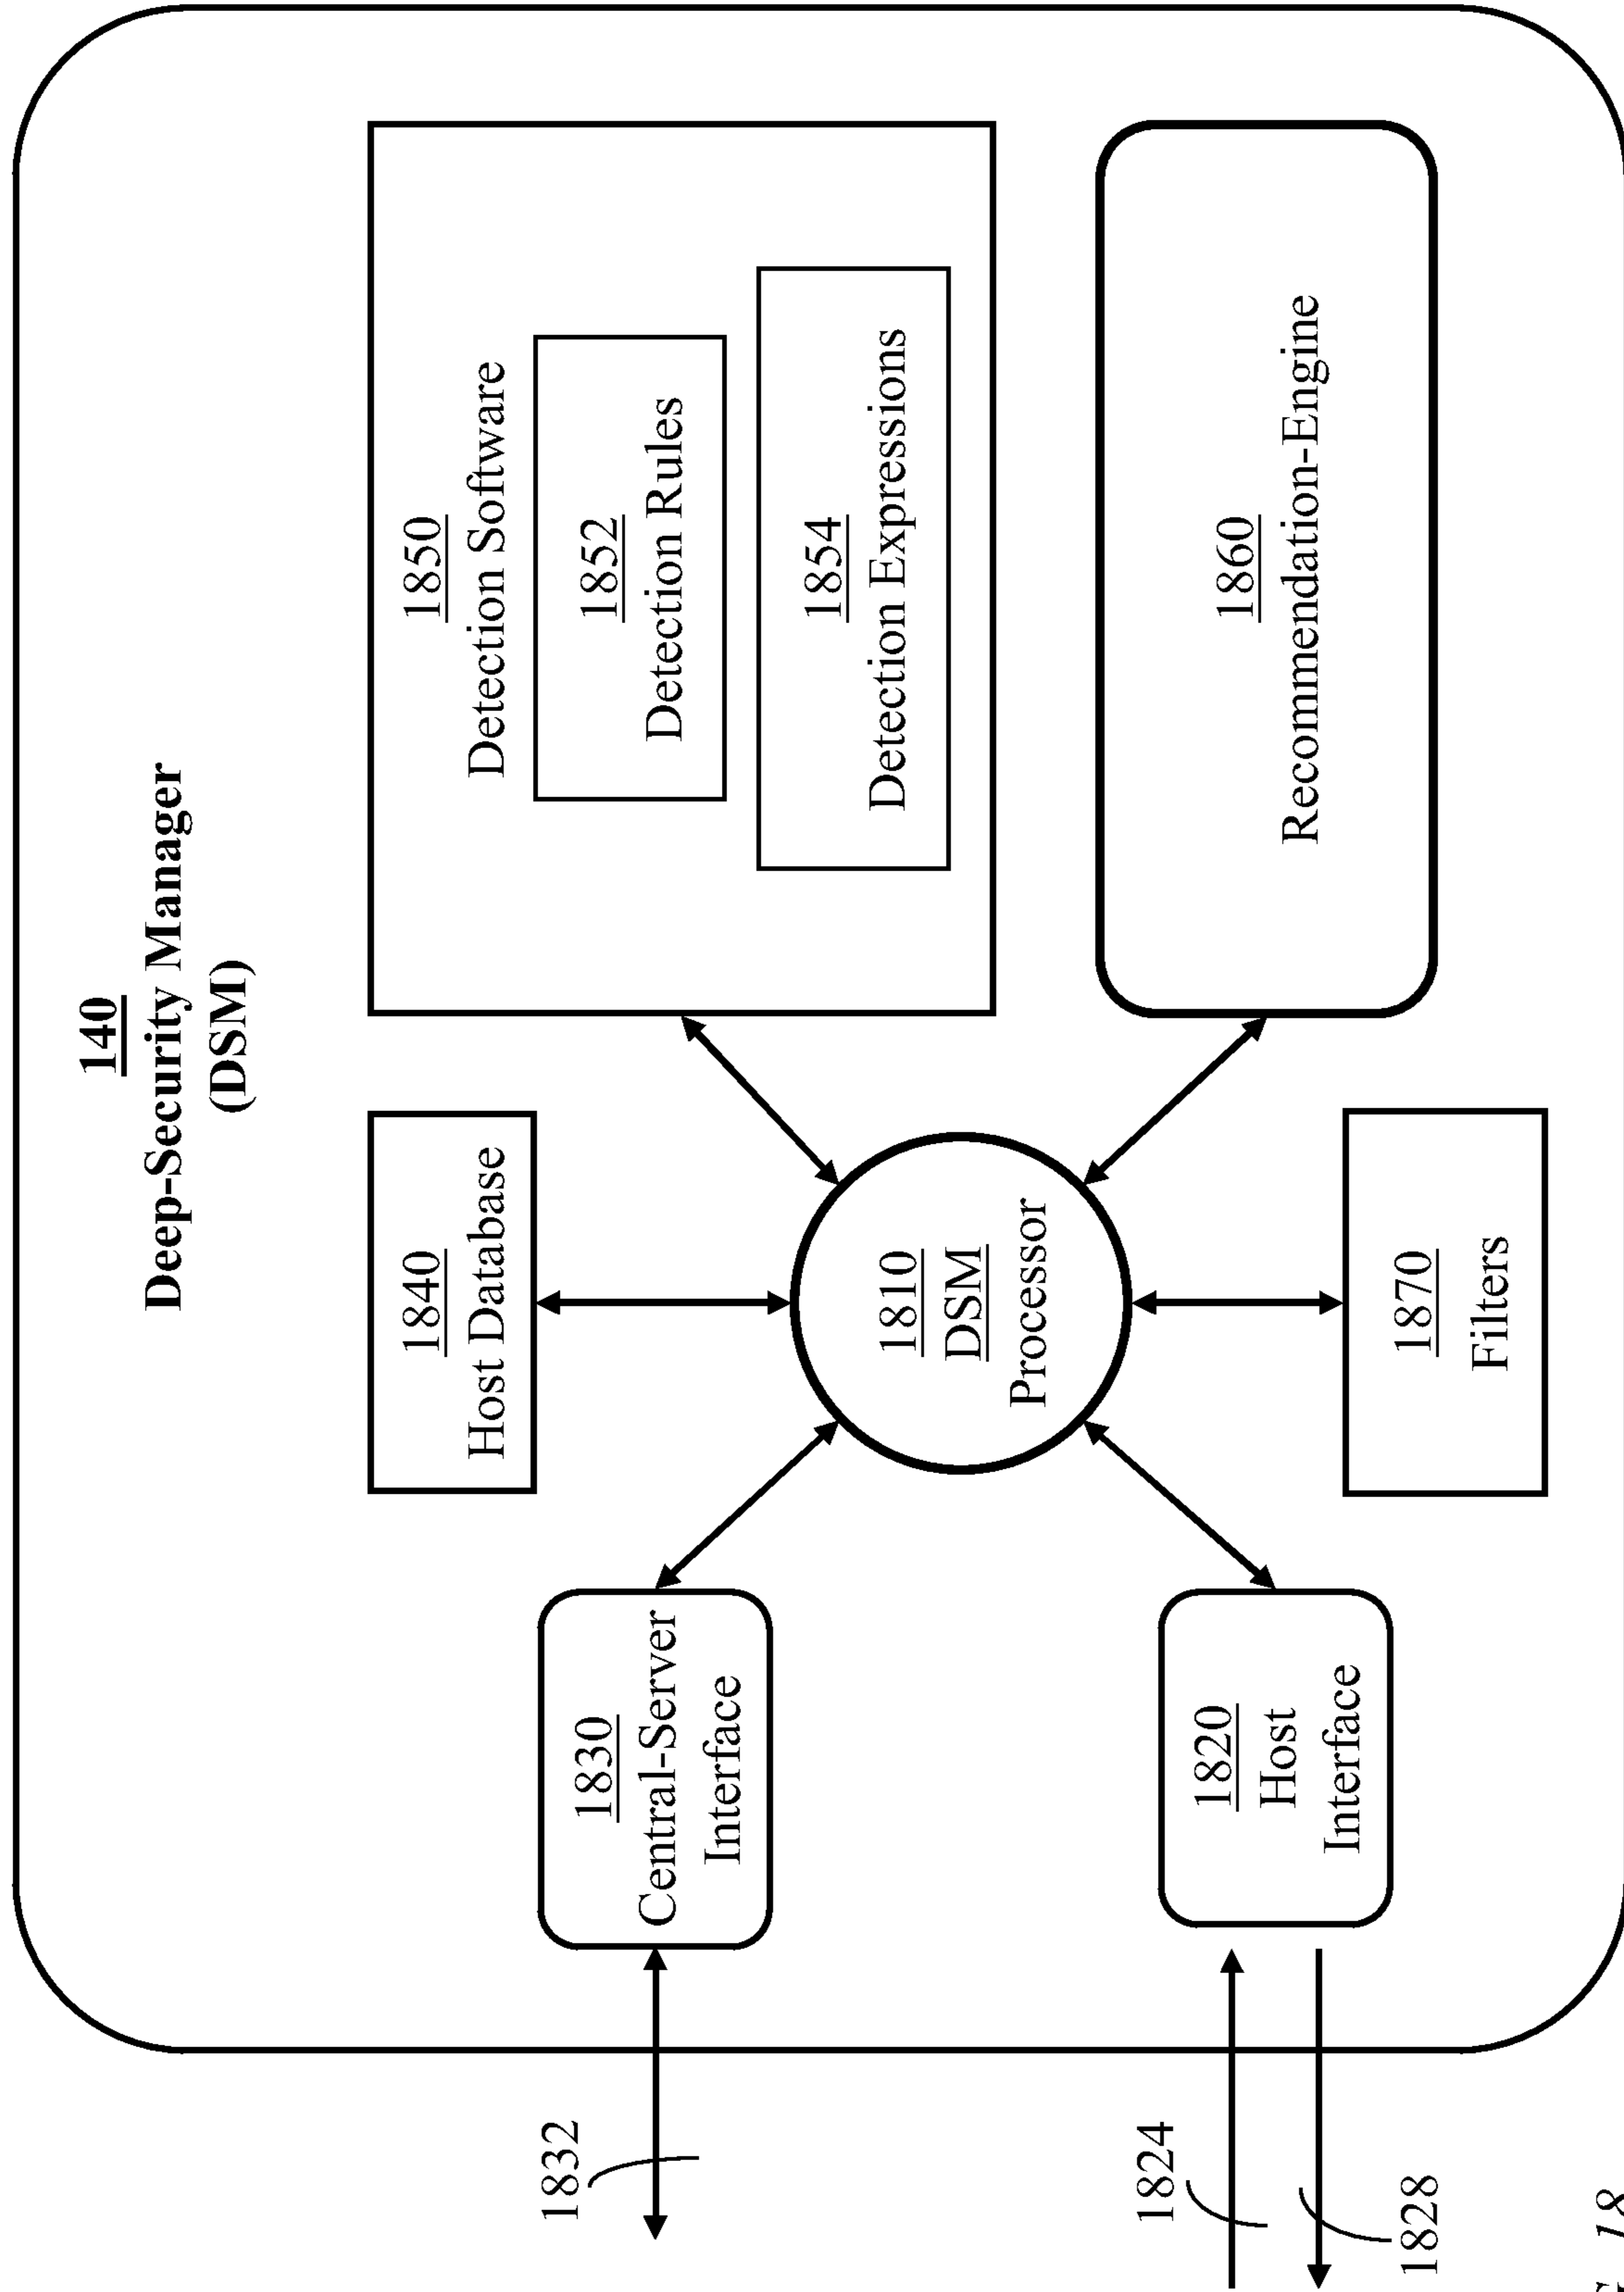 140
Deep-Security Manager
(DSM)
1840
Host Database
1850
Detection Software
1852
Detection Rules
1854
Detection Expressions
1830
Central-Server
Interface
1832
1810
DSM
Processor
1820
Host
Interface
1824
1828
1870
Filters
1860
Recommendation-Engine
18